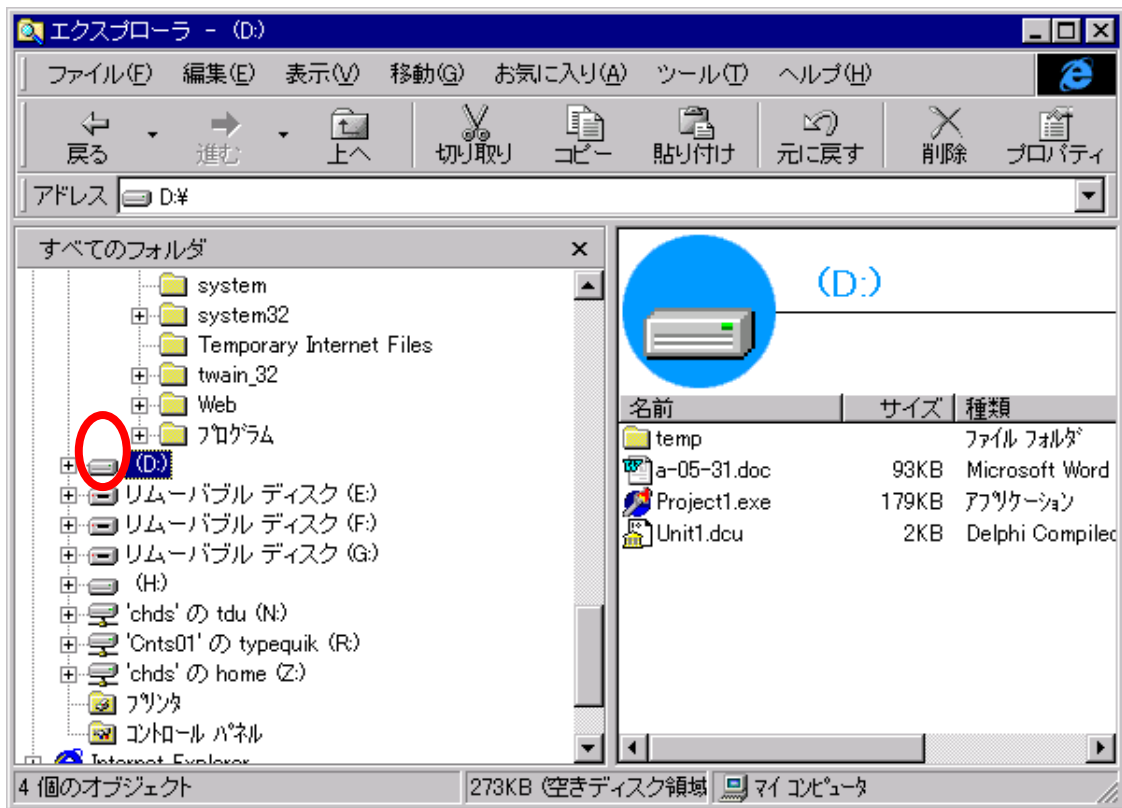 エクスプローラ - (D:)
ファイル(F) 編集(E) 表示(V) 移動(G) お気に入り(A) ツール(T) ヘルプ(H)
戻る 進む 上へ 切り取り コピー 貼り付け 元に戻す 削除 プロパティ
アドレス D:¥
すべてのフォルダ
system
system32
Temporary Internet Files
twain_32
Web
ﾌﾟﾛｸﾞﾗﾑ
(D:)
リムーバブル ディスク (E:)
リムーバブル ディスク (F:)
リムーバブル ディスク (G:)
(H:)
'chds' の tdu (N:)
'Cnts01' の typequik (R:)
'chds' の home (Z:)
ﾌﾟﾘﾝﾀ
ｺﾝﾄﾛｰﾙ ﾊﾟﾈﾙ
Internet Explorer
(D:)
名前 サイズ 種類
temp ﾌｧｲﾙ ﾌｫﾙﾀﾞ
a-05-31.doc 93KB Microsoft Word
Project1.exe 179KB ｱﾌﾟﾘｹｰｼｮﾝ
Unit1.dcu 2KB Delphi Compiled
4 個のオブジェクト 273KB (空きディスク領域 ﾏｲ ｺﾝﾋﾟｭｰﾀ